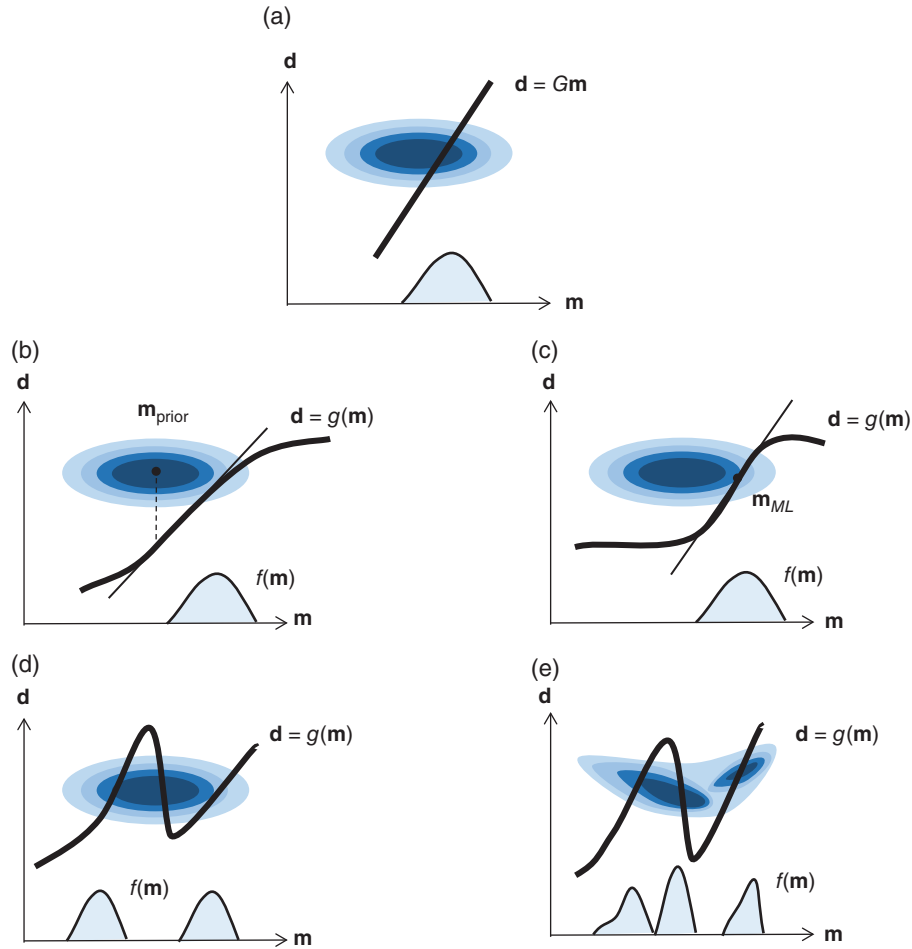 (a)
d
d = Gm
m
(b)
d
m_prior
d = g(m)
f(m)
m
(c)
d
d = g(m)
m_ML
f(m)
m
(d)
d
d = g(m)
f(m)
m
(e)
d
d = g(m)
f(m)
m